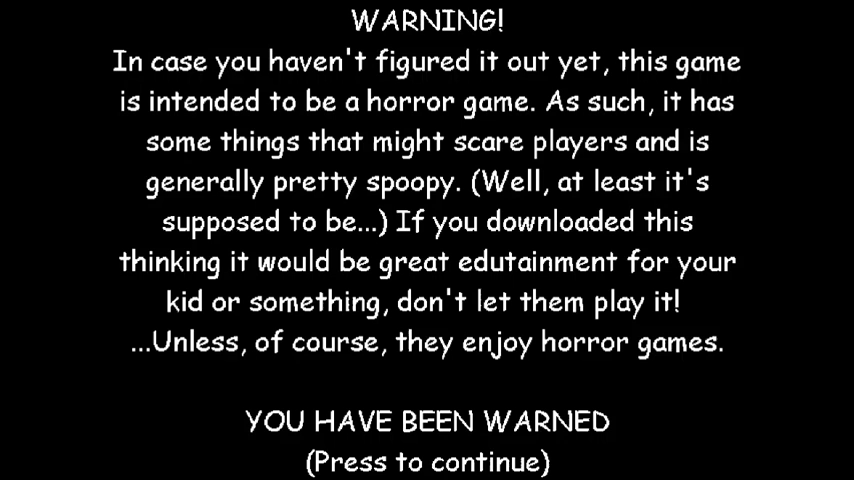 WARNING!
In case you haven't figured it out yet, this game
is intended to be a horror game. As such, it has
some things that might scare players and is
generally pretty spoopy. (Well, at least it's
supposed to be...) If you downloaded this
thinking it would be great edutainment for your
kid or something, don't let them play it!
...Unless, of course, they enjoy horror games.
YOU HAVE BEEN WARNED
(Press to continue)